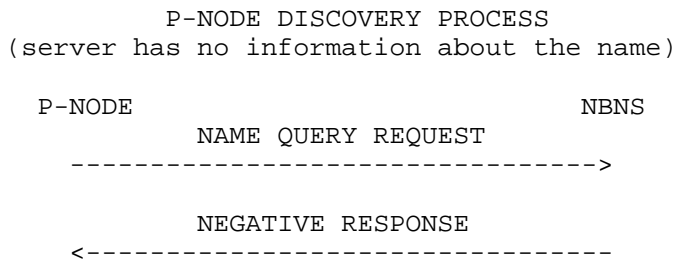 P-NODE DISCOVERY PROCESS
(server has no information about the name)
P-NODE NBNS
NAME QUERY REQUEST
--------------------------------->
NEGATIVE RESPONSE
<---------------------------------